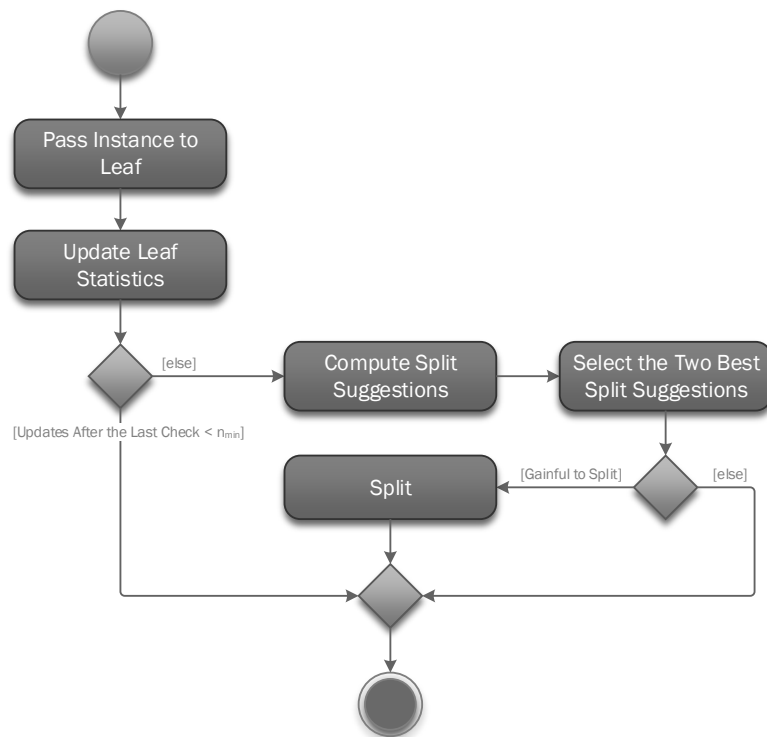 Pass Instance to
Leaf
Update Leaf
Statistics
[else]
Compute Split
Suggestions
Select the Two Best
Split Suggestions
[Updates After the Last Check < nmin]
Split
[Gainful to Split]
[else]